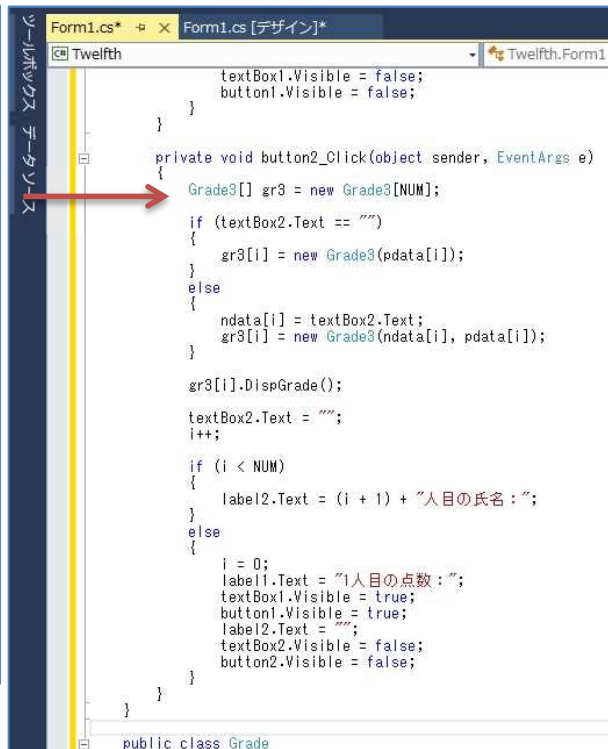 Form1.cs* Form1.cs [デザイン]*
ツールボックス データ ソース
C# Twelfth Twelfth.Form1
textBox1.Visible = false;
button1.Visible = false;
}
}
private void button2_Click(object sender, EventArgs e)
{
Grade3[] gr3 = new Grade3[NUM];
if (textBox2.Text == "")
{
gr3[i] = new Grade3(pdata[i]);
}
else
{
ndata[i] = textBox2.Text;
gr3[i] = new Grade3(ndata[i], pdata[i]);
}
gr3[i].DispGrade();
textBox2.Text = "";
i++;
if (i < NUM)
{
label2.Text = (i + 1) + "人目の氏名：";
}
else
{
i = 0;
label1.Text = "1人目の点数：";
textBox1.Visible = true;
button1.Visible = true;
label2.Text = "";
textBox2.Visible = false;
button2.Visible = false;
}
}
}
public class Grade